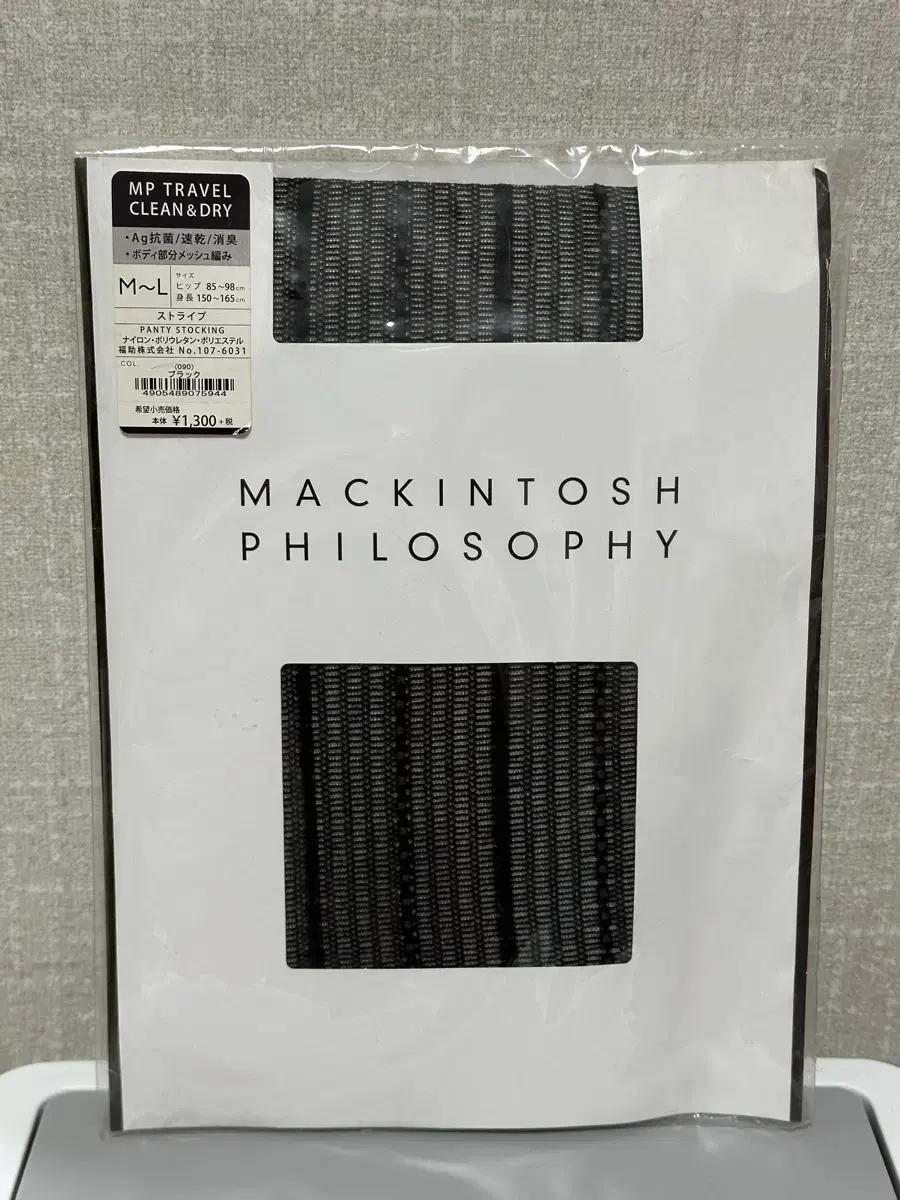 MP TRAVEL
CLEAN&DRY
・Ag抗菌/速乾/消臭
・ボディ部分メッシュ編み
M〜L
サイズ
ヒップ 85〜98cm
身長 150〜165cm
ストライプ
PANTY STOCKING
ナイロン・ポリウレタン・ポリエステル
福助株式会社 No.107-6031
COL.
(090)
ブラック
4905489075944
希望小売価格
本体 ¥1,300+税
MACKINTOSH
PHILOSOPHY